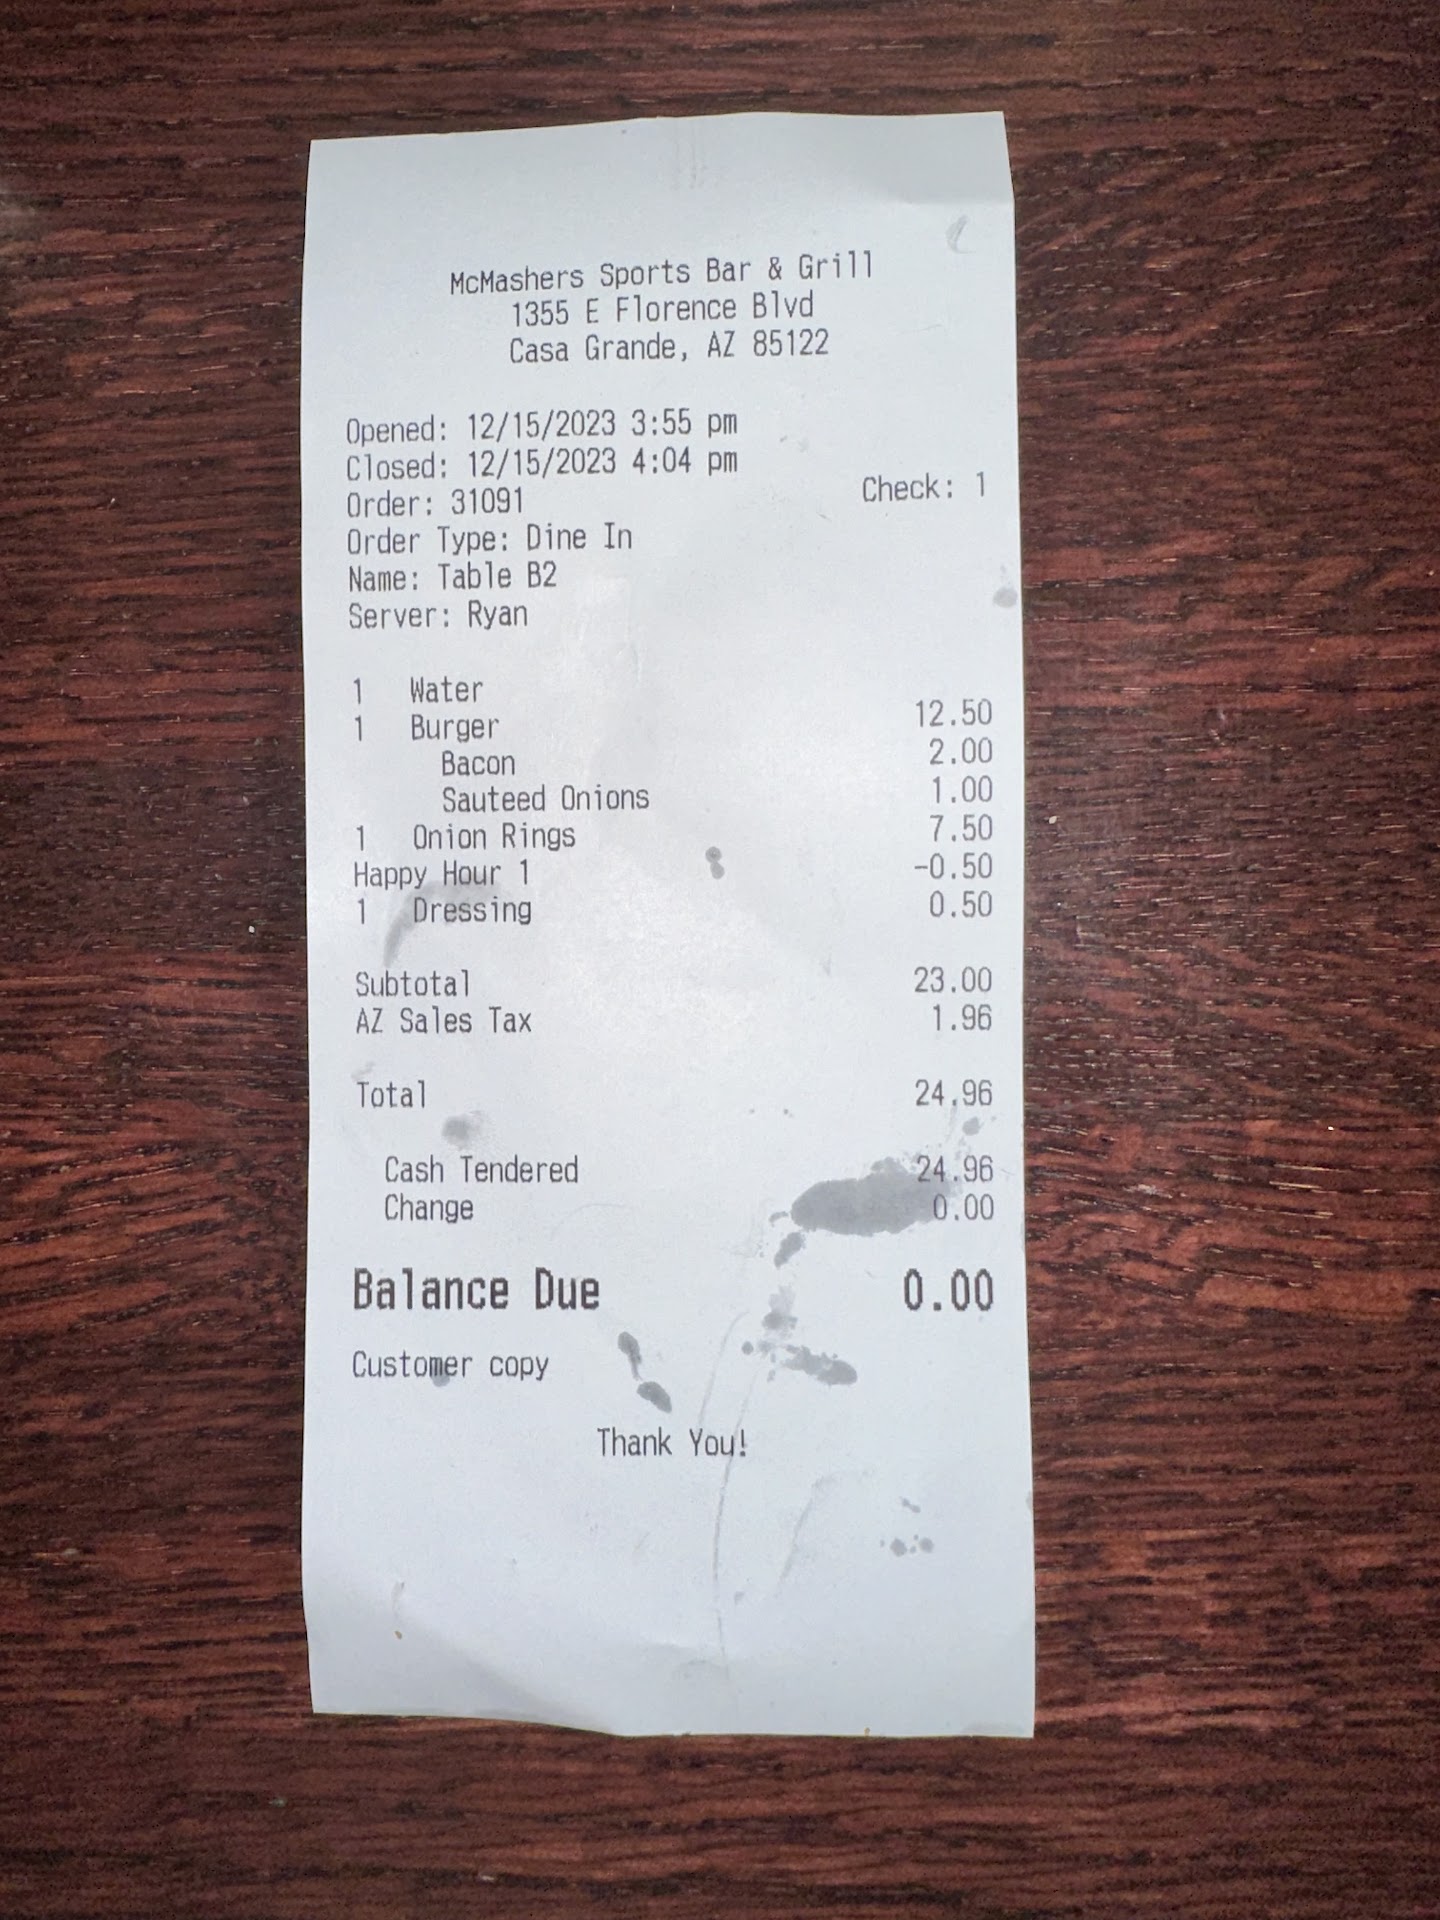 McMashers Sports Bar & Grill
1355 E Florence Blvd
Casa Grande, AZ 85122
Opened: 12/15/2023 3:55 pm
Closed: 12/15/2023 4:04 pm
Order: 31091 Check: 1
Order Type: Dine In
Name: Table B2
Server: Ryan
1 Water
1 Burger 12.50
Bacon 2.00
Sauteed Onions 1.00
1 Onion Rings 7.50
Happy Hour 1 -0.50
1 Dressing 0.50
Subtotal 23.00
AZ Sales Tax 1.96
Total 24.96
Cash Tendered 24.96
Change 0.00
Balance Due 0.00
Customer copy
Thank You!